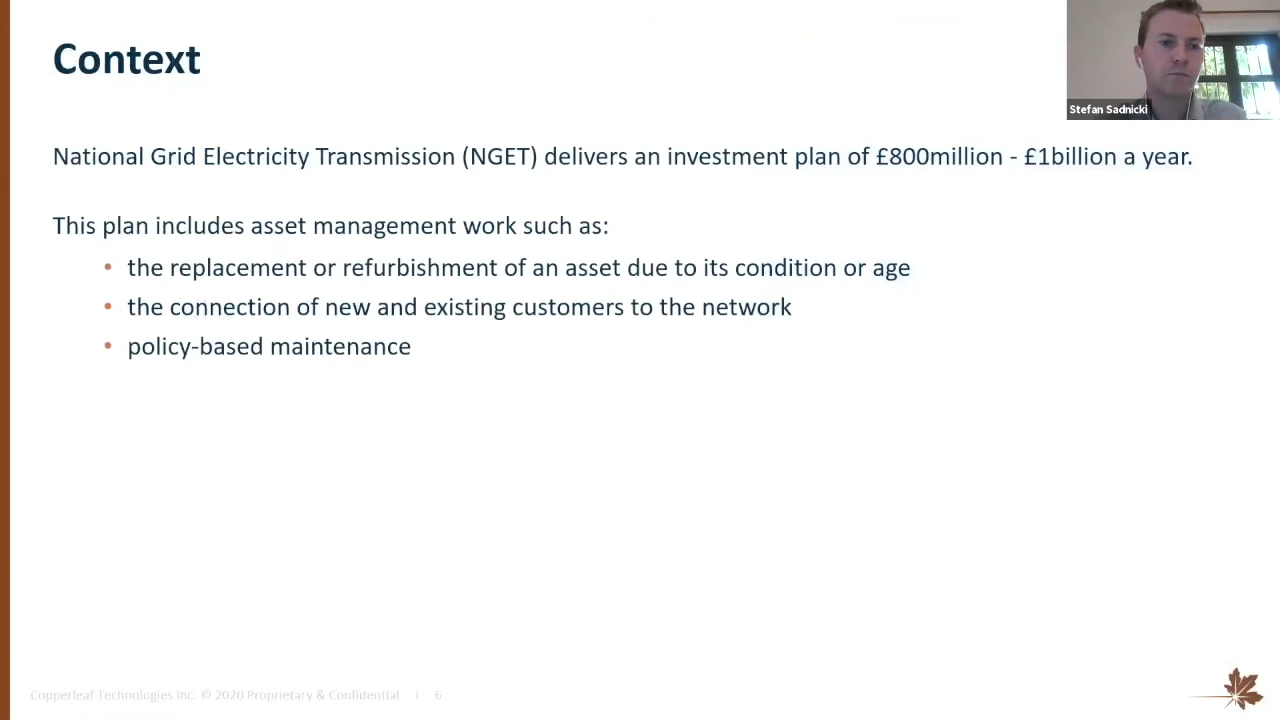 Context
Stefan Sadnicki
National Grid Electricity Transmission (NGET) delivers an investment plan of £800million - £1billion a year.
This plan includes asset management work such as:
• the replacement or refurbishment of an asset due to its condition or age
• the connection of new and existing customers to the network
• policy-based maintenance
Copperleaf Technologies Inc. © 2020 Proprietary & Confidential | 6